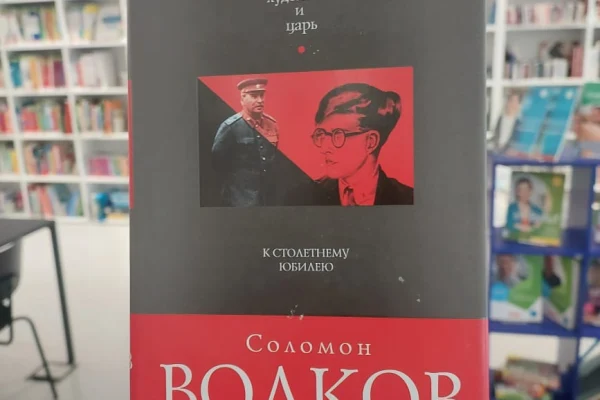 и
царь
К СТОЛЕТНЕМУ
ЮБИЛЕЮ
Соломон
ВОЛКОВ